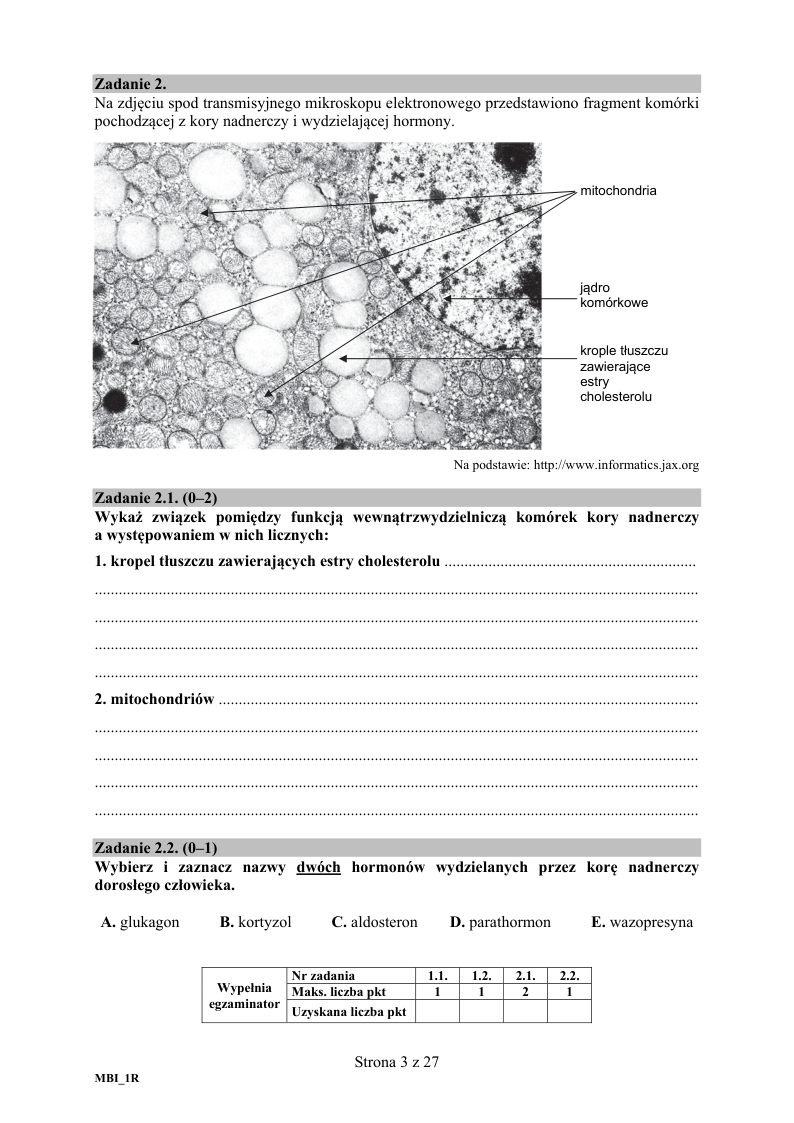 Zadanie 2.
Na zdjęciu spod transmisyjnego mikroskopu elektronowego przedstawiono fragment komórki
pochodzącej z kory nadnerczy i wydzielającej hormony.
mitochondria
jądro
komórkowe
krople tłuszczu
zawierające
estry
cholesterolu
Na podstawie: http://www.informatics.jax.org
Zadanie 2.1. (0–2)
Wykaż związek pomiędzy funkcją wewnątrzwydzielniczą komórek kory nadnerczy
a występowaniem w nich licznych:
1. kropel tłuszczu zawierających estry cholesterolu ...............................................................
.......................................................................................................................................................
.......................................................................................................................................................
.......................................................................................................................................................
.......................................................................................................................................................
2. mitochondriów ........................................................................................................................
.......................................................................................................................................................
.......................................................................................................................................................
.......................................................................................................................................................
.......................................................................................................................................................
Zadanie 2.2. (0–1)
Wybierz i zaznacz nazwy dwóch hormonów wydzielanych przez korę nadnerczy
dorosłego człowieka.
A. glukagon B. kortyzol C. aldosteron D. parathormon E. wazopresyna
Wypełnia
egzaminator
Nr zadania 1.1. 1.2. 2.1. 2.2.
Maks. liczba pkt 1 1 2 1
Uzyskana liczba pkt
Strona 3 z 27
MBI_1R